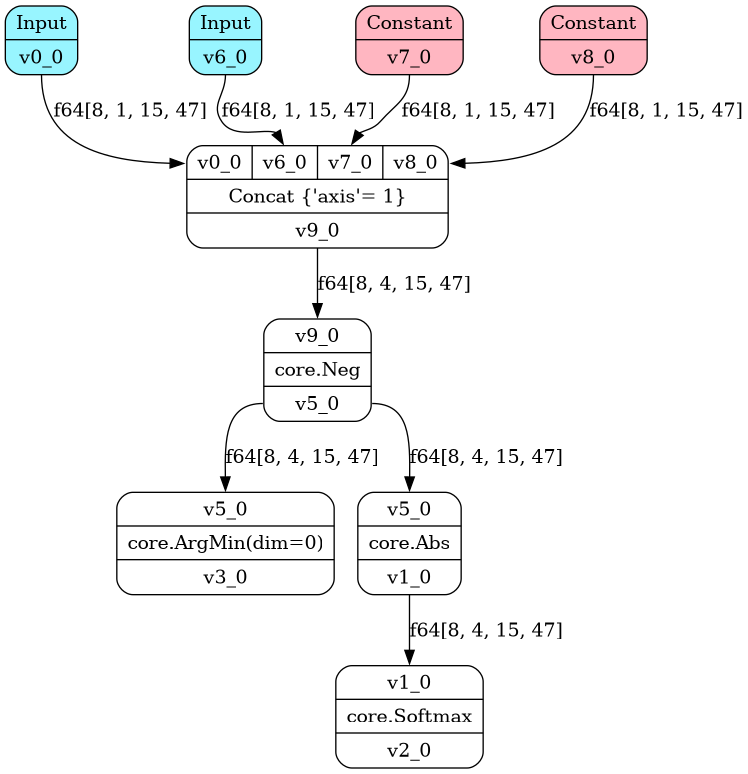 Input
v0_0
Input
v6_0
Constant
v7_0
Constant
v8_0
f64[8, 1, 15, 47]
f64[8, 1, 15, 47]
f64[8, 1, 15, 47]
f64[8, 1, 15, 47]
v0_0
v6_0
v7_0
v8_0
Concat {'axis'= 1}
v9_0
f64[8, 4, 15, 47]
v9_0
core.Neg
v5_0
f64[8, 4, 15, 47]
f64[8, 4, 15, 47]
v5_0
core.ArgMin(dim=0)
v3_0
v5_0
core.Abs
v1_0
f64[8, 4, 15, 47]
v1_0
core.Softmax
v2_0